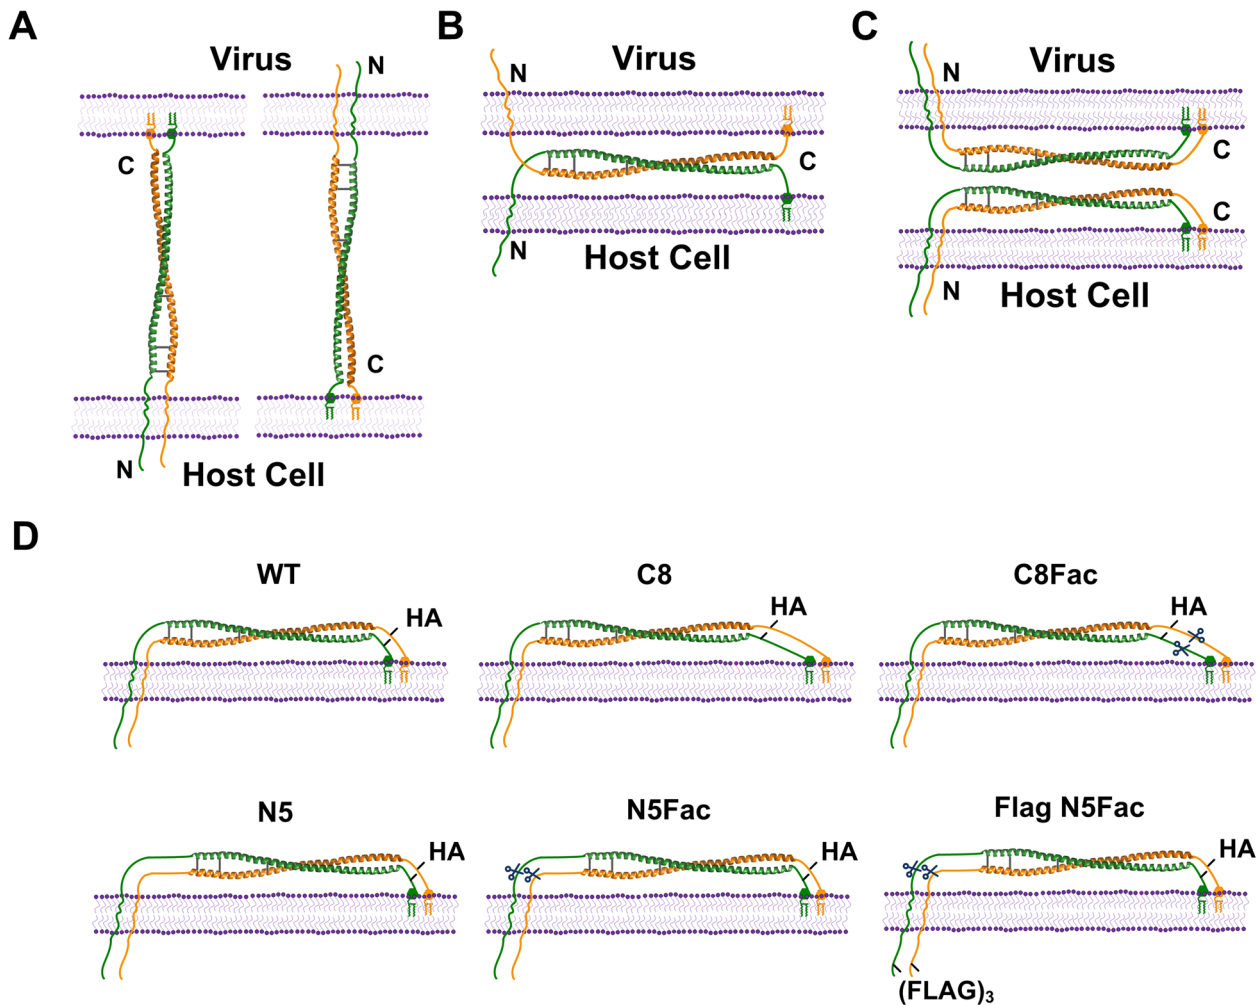 A
Virus
N
C
C
N
Host Cell
B
Virus
N
C
N
Host Cell
C
Virus
N
C
C
N
Host Cell
D
WT
HA
C8
HA
C8Fac
HA
N5
HA
N5Fac
HA
Flag N5Fac
HA
(FLAG)3